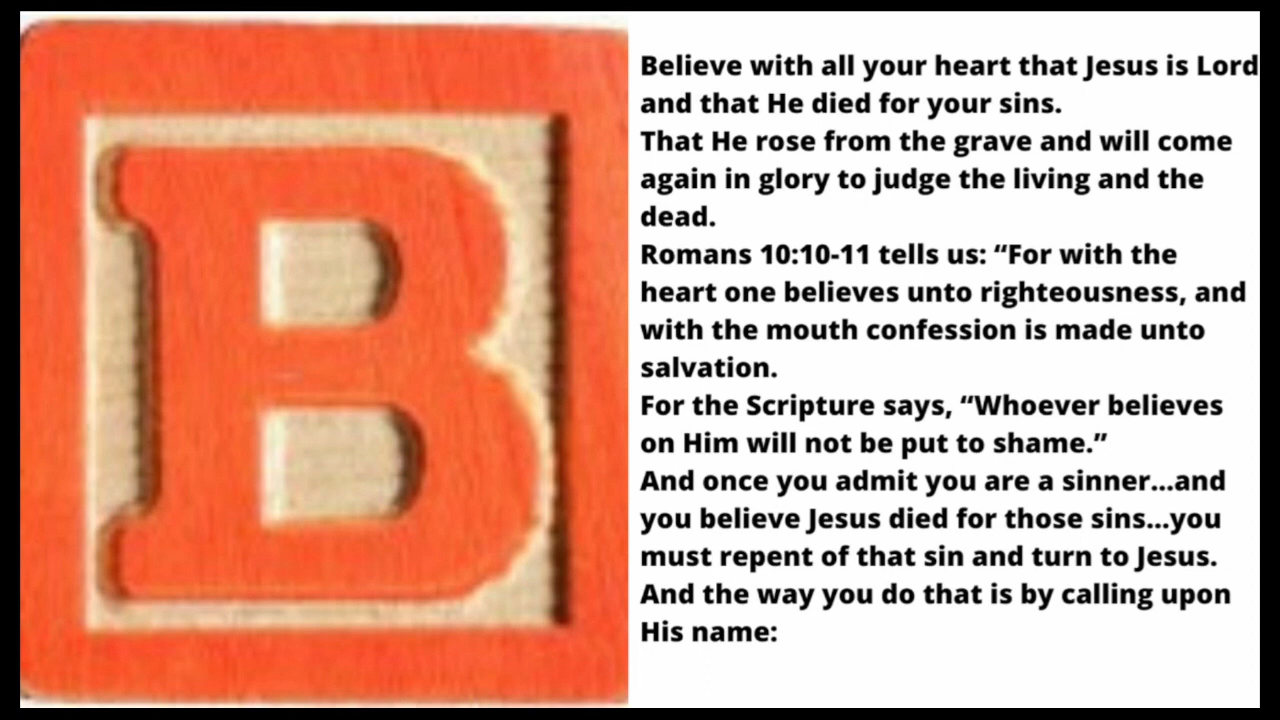 B
Believe with all your heart that Jesus is Lord
and that He died for your sins.
That He rose from the grave and will come
again in glory to judge the living and the
dead.
Romans 10:10-11 tells us: “For with the
heart one believes unto righteousness, and
with the mouth confession is made unto
salvation.
For the Scripture says, “Whoever believes
on Him will not be put to shame.”
And once you admit you are a sinner...and
you believe Jesus died for those sins...you
must repent of that sin and turn to Jesus.
And the way you do that is by calling upon
His name: